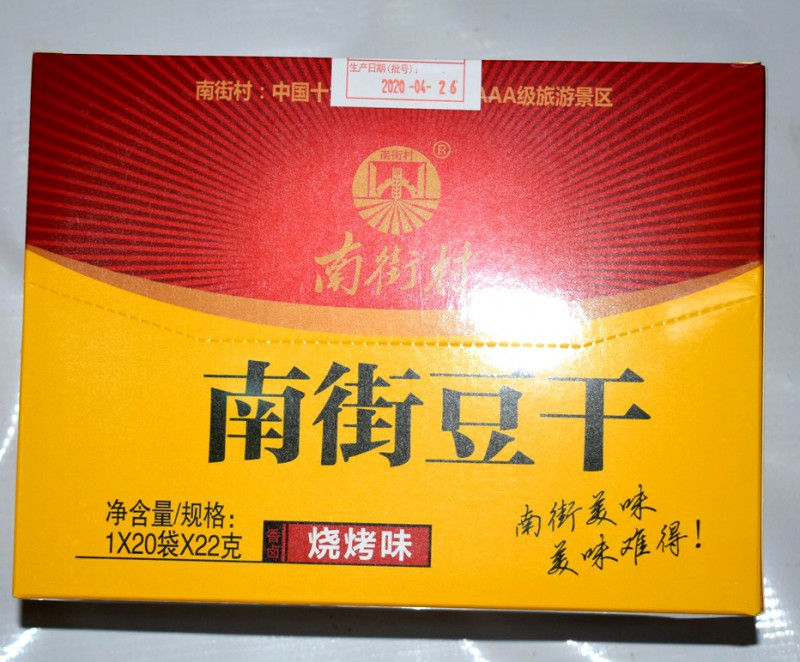 生产日期(批号):
2020-04-26
南街村:中国十 AAA级旅游景区
南街村
®
南街村
南街豆干
净含量/规格:
1X20袋X22克
香卤
烧烤味
南街美味
美味难得!